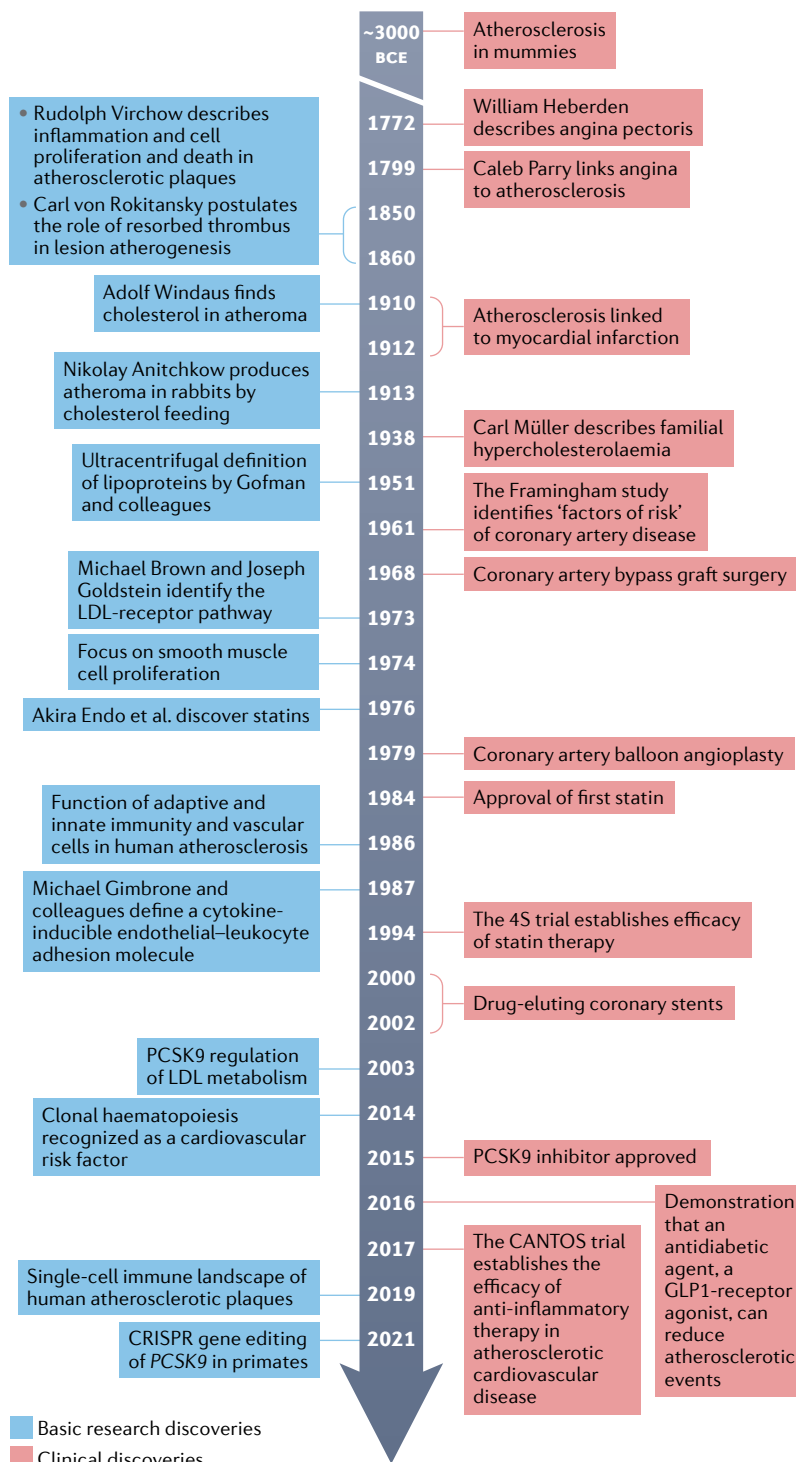 ~3000
BCE
Atherosclerosis
in mummies
1772
William Heberden
describes angina pectoris
• Rudolph Virchow describes
inflammation and cell
proliferation and death in
atherosclerotic plaques
• Carl von Rokitansky postulates
the role of resorbed thrombus
in lesion atherogenesis
1799
Caleb Parry links angina
to atherosclerosis
1850
1860
Adolf Windaus finds
cholesterol in atheroma
1910
1912
Atherosclerosis linked
to myocardial infarction
Nikolay Anitchkow produces
atheroma in rabbits by
cholesterol feeding
1913
1938
Carl Müller describes familial
hypercholesterolaemia
Ultracentrifugal definition
of lipoproteins by Gofman
and colleagues
1951
1961
The Framingham study
identifies ‘factors of risk’
of coronary artery disease
1968
Coronary artery bypass graft surgery
Michael Brown and Joseph
Goldstein identify the
LDL-receptor pathway
1973
Focus on smooth muscle
cell proliferation
1974
Akira Endo et al. discover statins
1976
1979
Coronary artery balloon angioplasty
1984
Approval of first statin
Function of adaptive and
innate immunity and vascular
cells in human atherosclerosis
1986
Michael Gimbrone and
colleagues define a cytokine-
inducible endothelial–leukocyte
adhesion molecule
1987
1994
The 4S trial establishes efficacy
of statin therapy
2000
2002
Drug-eluting coronary stents
PCSK9 regulation
of LDL metabolism
2003
Clonal haematopoiesis
recognized as a cardiovascular
risk factor
2014
2015
PCSK9 inhibitor approved
2016
Demonstration
that an
antidiabetic
agent, a
GLP1-receptor
agonist, can
reduce
atherosclerotic
events
2017
The CANTOS trial
establishes the
efficacy of
anti-inflammatory
therapy in
atherosclerotic
cardiovascular
disease
Single-cell immune landscape of
human atherosclerotic plaques
2019
CRISPR gene editing
of PCSK9 in primates
2021
Basic research discoveries
Clinical discoveries